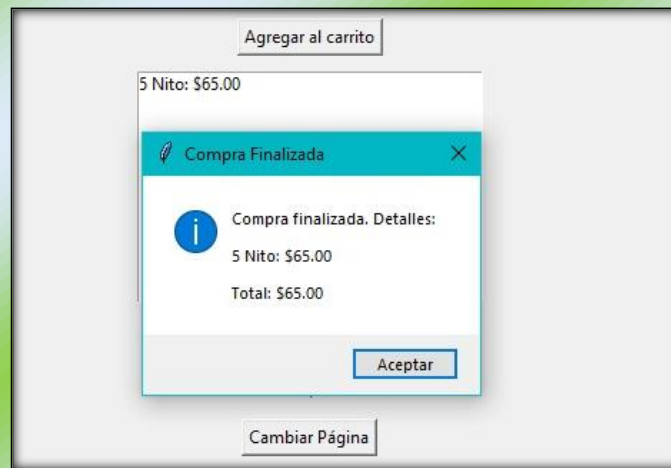 Agregar al carrito
5 Nito: $65.00
Compra Finalizada
Compra finalizada. Detalles:
5 Nito: $65.00
Total: $65.00
Aceptar
Cambiar Página